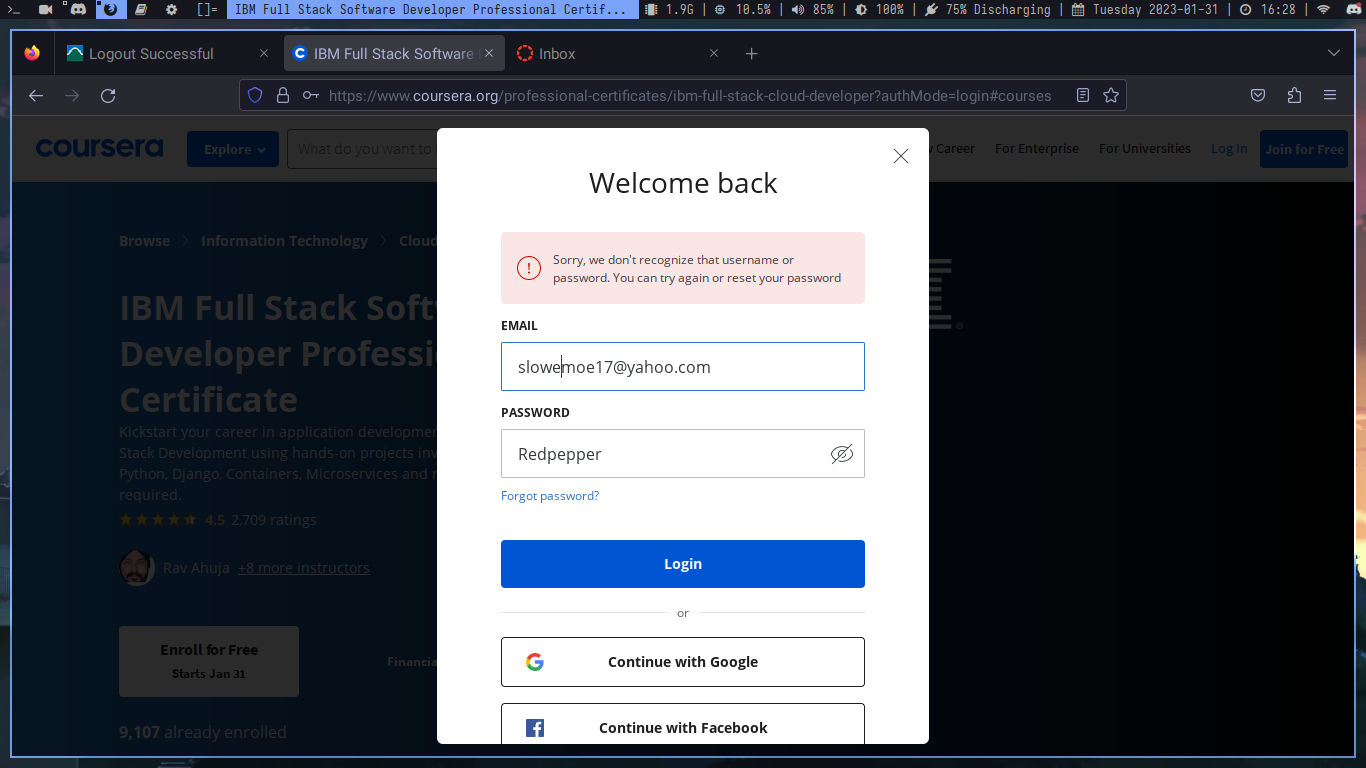 []= IBM Full Stack Software Developer Professional Certif... 1.9G | 10.5% | 85% | 100% | 75% Discharging | Tuesday 2023-01-31 | 16:28 |
Logout Successful IBM Full Stack Software Inbox
https://www.coursera.org/professional-certificates/ibm-full-stack-cloud-developer?authMode=login#courses
coursera Explore What do you want to Career For Enterprise For Universities Log In Join for Free
Welcome back
Browse Information Technology Cloud
Sorry, we don't recognize that username or
password. You can try again or reset your password
EMAIL
slowemoe17@yahoo.com
PASSWORD
Redpepper
Forgot password?
Login
or
Continue with Google
Continue with Facebook
IBM Full Stack Soft
Developer Professi
Certificate
Kickstart your career in application developmen
Stack Development using hands-on projects inv
Python, Django, Containers, Microservices and
required.
4.5 2,709 ratings
Rav Ahuja +8 more instructors
Enroll for Free
Starts Jan 31
Financia
9,107 already enrolled